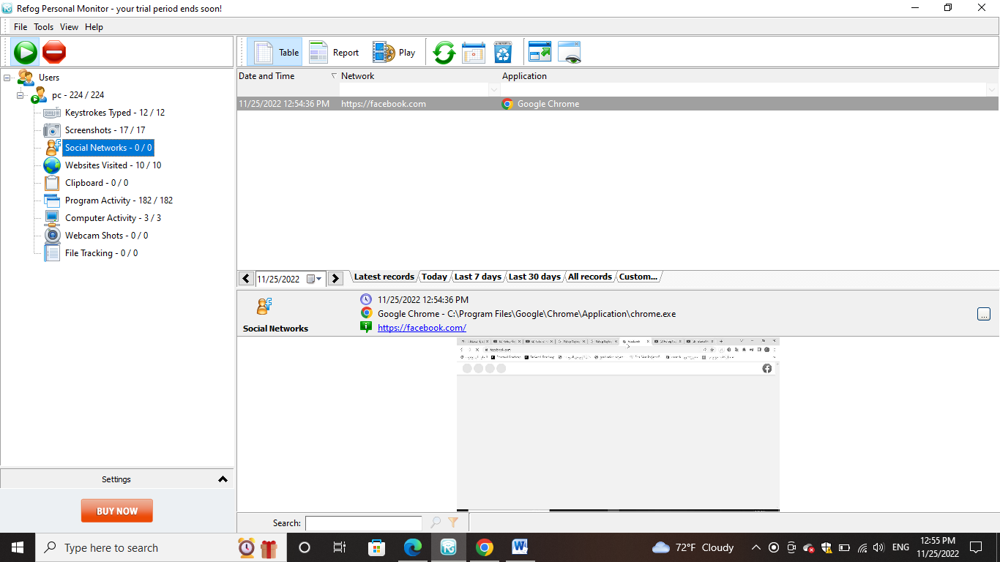 Refog Personal Monitor - your trial period ends soon!
File Tools View Help
Table Report Play
Users
pc - 224 / 224
Keystrokes Typed - 12 / 12
Screenshots - 17 / 17
Social Networks - 0 / 0
Websites Visited - 10 / 10
Clipboard - 0 / 0
Program Activity - 182 / 182
Computer Activity - 3 / 3
Webcam Shots - 0 / 0
File Tracking - 0 / 0
Settings
BUY NOW
Date and Time Network Application
11/25/2022 12:54:36 PM https://facebook.com Google Chrome
11/25/2022 Latest records Today Last 7 days Last 30 days All records Custom...
Social Networks
11/25/2022 12:54:36 PM
Google Chrome - C:\Program Files\Google\Chrome\Application\chrome.exe
...
https://facebook.com/
facebook.com
Search:
Type here to search
72°F Cloudy
ENG
12:55 PM
11/25/2022